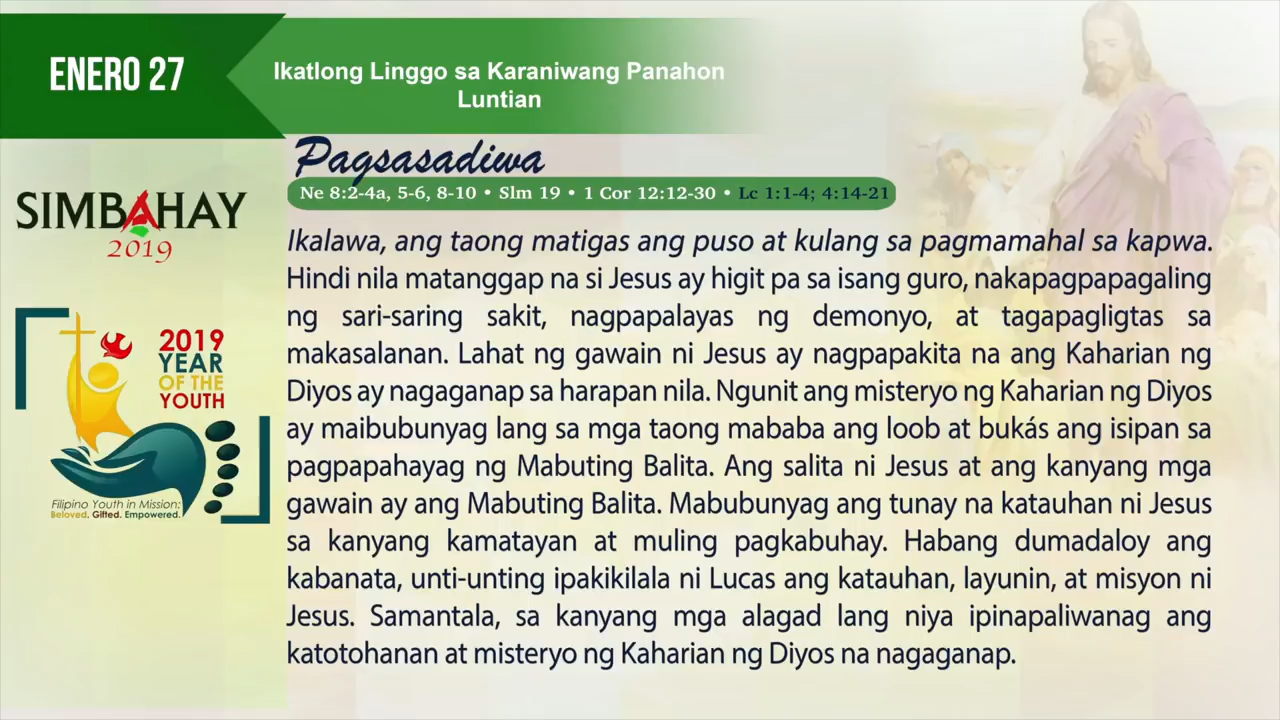 ENERO 27
Ikatlong Linggo sa Karaniwang Panahon
Luntian
Pagsasadiwa
Ne 8:2-4a, 5-6, 8-10 • Slm 19 • 1 Cor 12:12-30 • Lc 1:1-4; 4:14-21
SIMBAHAY
2019
2019
YEAR
OF THE
YOUTH
Filipino Youth in Mission:
Beloved. Gifted. Empowered.
Ikalawa, ang taong matigas ang puso at kulang sa pagmamahal sa kapwa.
Hindi nila matanggap na si Jesus ay higit pa sa isang guro, nakapagpapagaling
ng sari-saring sakit, nagpapalayas ng demonyo, at tagapagligtas sa
makasalanan. Lahat ng gawain ni Jesus ay nagpapakita na ang Kaharian ng
Diyos ay nagaganap sa harapan nila. Ngunit ang misteryo ng Kaharian ng Diyos
ay maibubunyag lang sa mga taong mababa ang loob at bukás ang isipan sa
pagpapahayag ng Mabuting Balita. Ang salita ni Jesus at ang kanyang mga
gawain ay ang Mabuting Balita. Mabubunyag ang tunay na katauhan ni Jesus
sa kanyang kamatayan at muling pagkabuhay. Habang dumadaloy ang
kabanata, unti-unting ipakikilala ni Lucas ang katauhan, layunin, at misyon ni
Jesus. Samantala, sa kanyang mga alagad lang niya ipinapaliwanag ang
katotohanan at misteryo ng Kaharian ng Diyos na nagaganap.